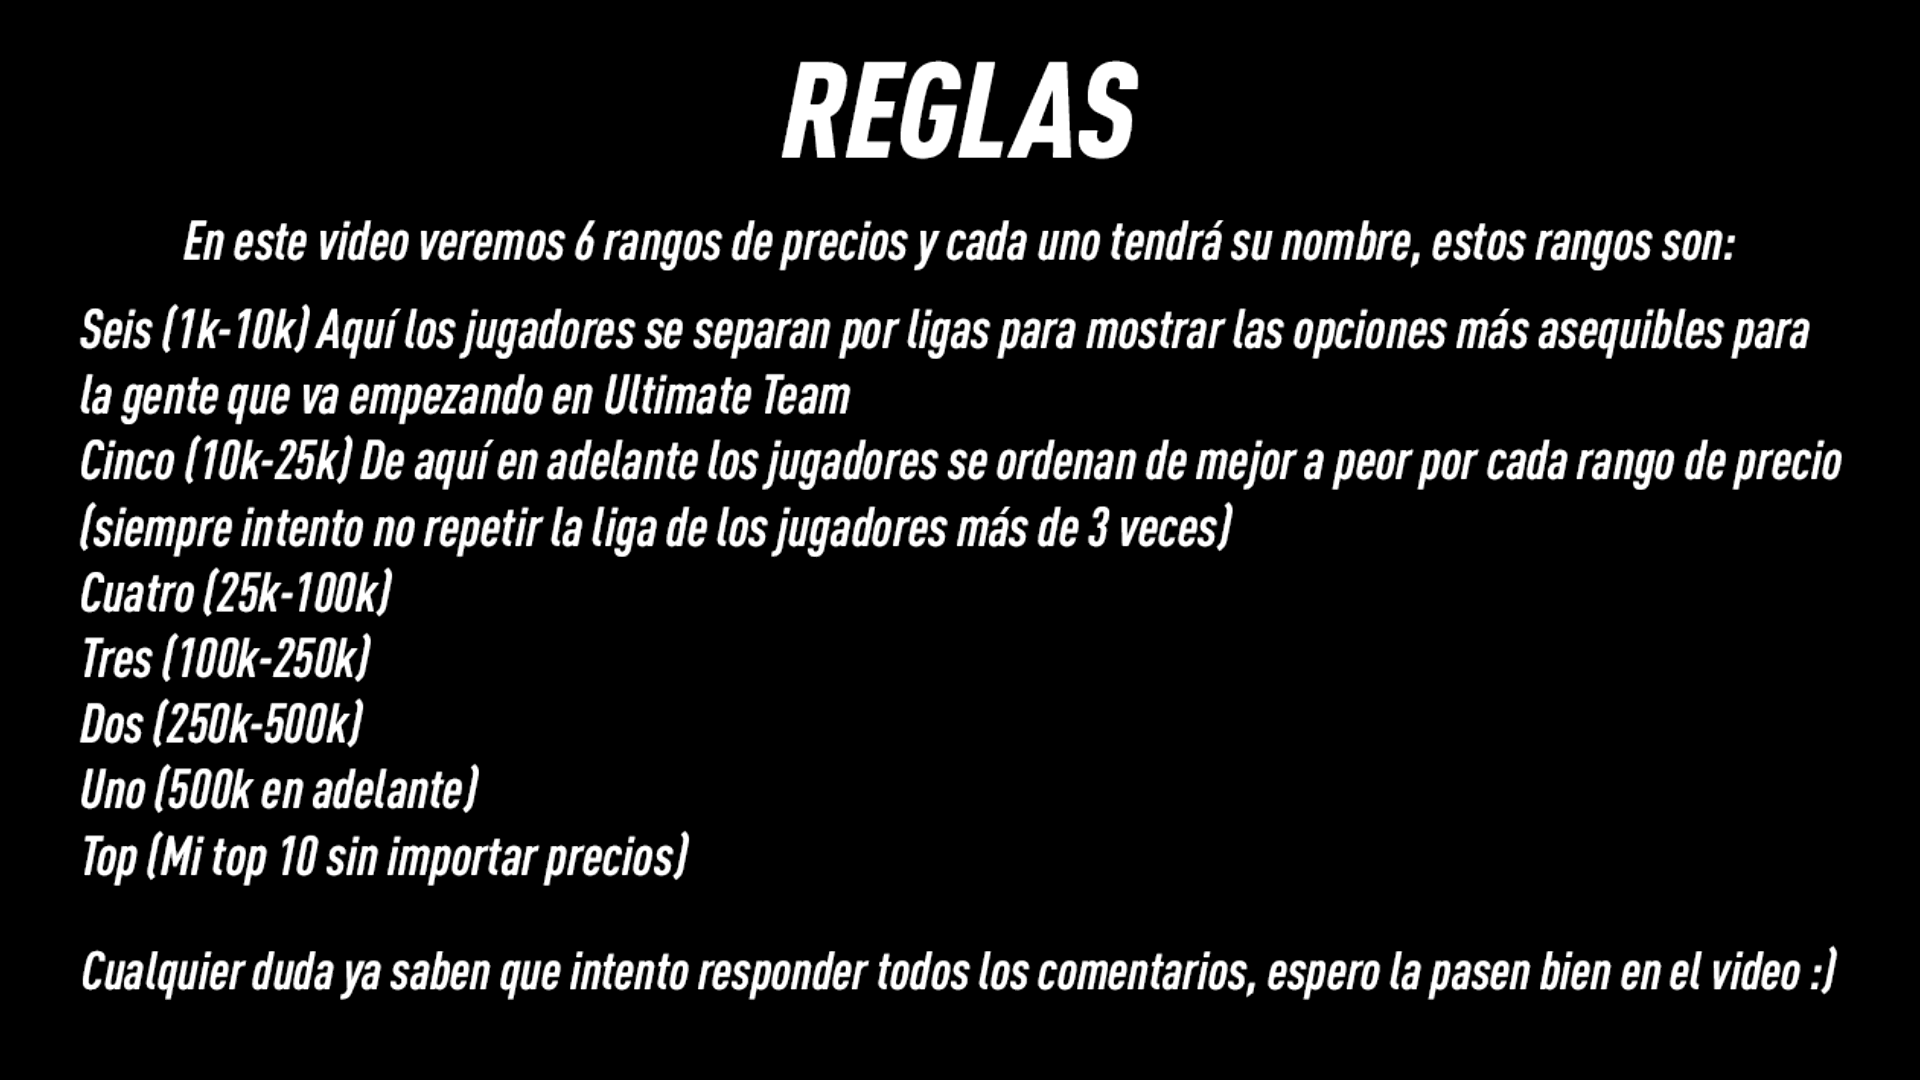 REGLAS
En este video veremos 6 rangos de precios y cada uno tendrá su nombre, estos rangos son:
Seis (1k-10k) Aquí los jugadores se separan por ligas para mostrar las opciones más asequibles para
la gente que va empezando en Ultimate Team
Cinco (10k-25k) De aquí en adelante los jugadores se ordenan de mejor a peor por cada rango de precio
(siempre intento no repetir la liga de los jugadores más de 3 veces)
Cuatro (25k-100k)
Tres (100k-250k)
Dos (250k-500k)
Uno (500k en adelante)
Top (Mi top 10 sin importar precios)
Cualquier duda ya saben que intento responder todos los comentarios, espero la pasen bien en el video :)